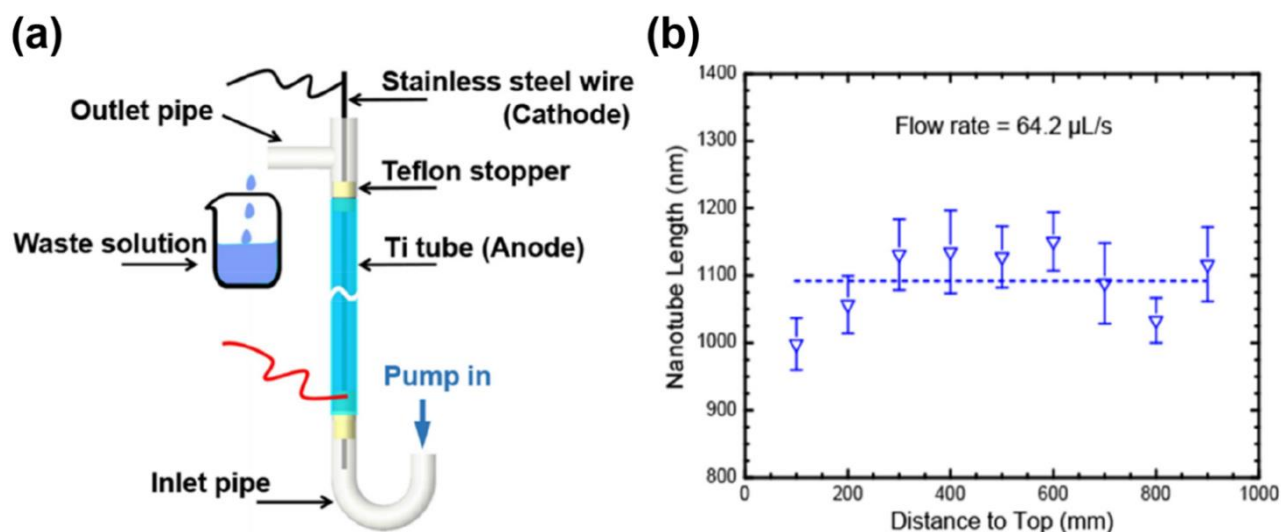 (a)
Stainless steel wire
(Cathode)
Outlet pipe
Teflon stopper
Waste solution
Ti tube (Anode)
Pump in
Inlet pipe
(b)
1400
1300
1200
1100
1000
900
800
Nanotube Length (nm)
Flow rate = 64.2 µL/s
0
200
400
600
800
1000
Distance to Top (mm)